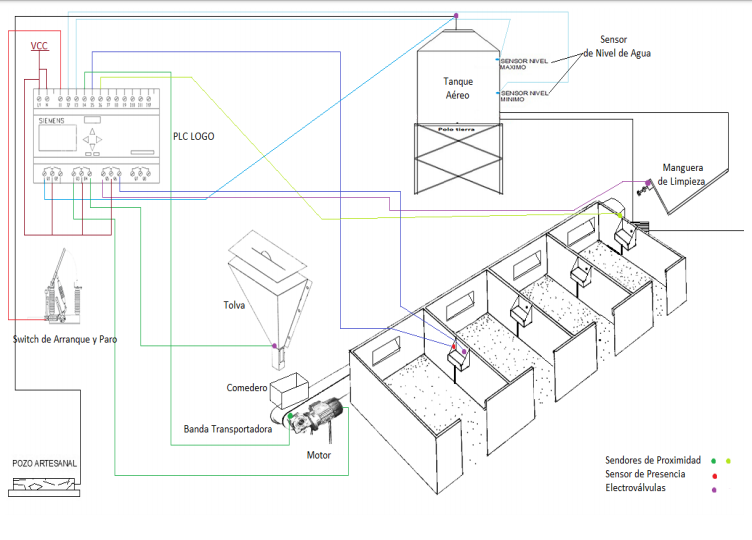 VCC
SIEMENS
PLC LOGO
Sensor
de Nivel de Agua
SENSOR NIVEL
MAXIMO
SENSOR NIVEL
MINIMO
Tanque
Aéreo
Polo tierra
Manguera
de Limpieza
Tolva
Switch de Arranque y Paro
Comedero
Banda Transportadora
Motor
POZO ARTESANAL
Sendores de Proximidad
Sensor de Presencia
Electroválvulas